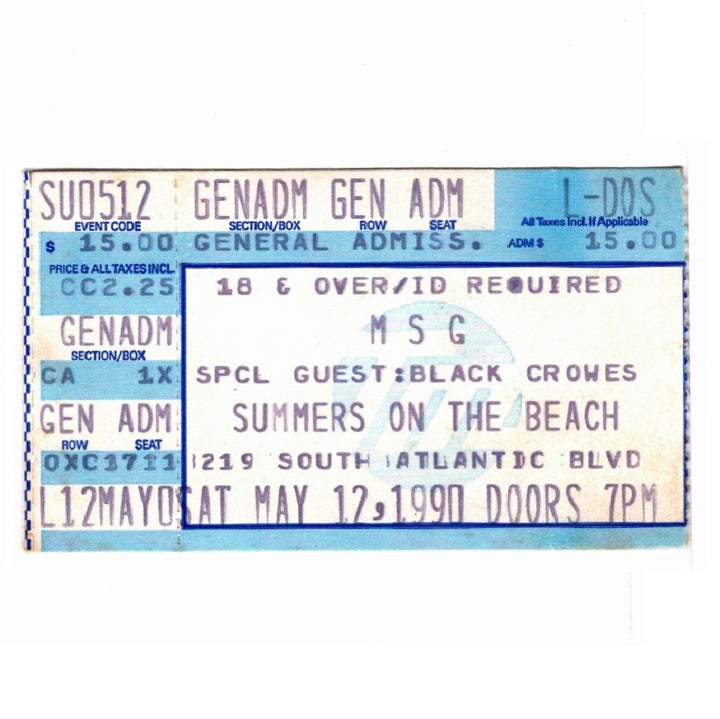 SU0512 GENADM GEN ADM L-DOS
EVENT CODE SECTION/BOX ROW SEAT All Taxes Incl. If Applicable
$ 15.00 GENERAL ADMISS. ADM $ 15.00
PRICE & ALL TAXES INCL.
CC2.25 18 & OVER/ID REQUIRED
GENADM M S G
SECTION/BOX
CA 1X SPCL GUEST:BLACK CROWES
GEN ADM SUMMERS ON THE BEACH
ROW SEAT
OXC1711 219 SOUTH ATLANTIC BLVD
L12MAY0 SAT MAY 12,1990 DOORS 7PM